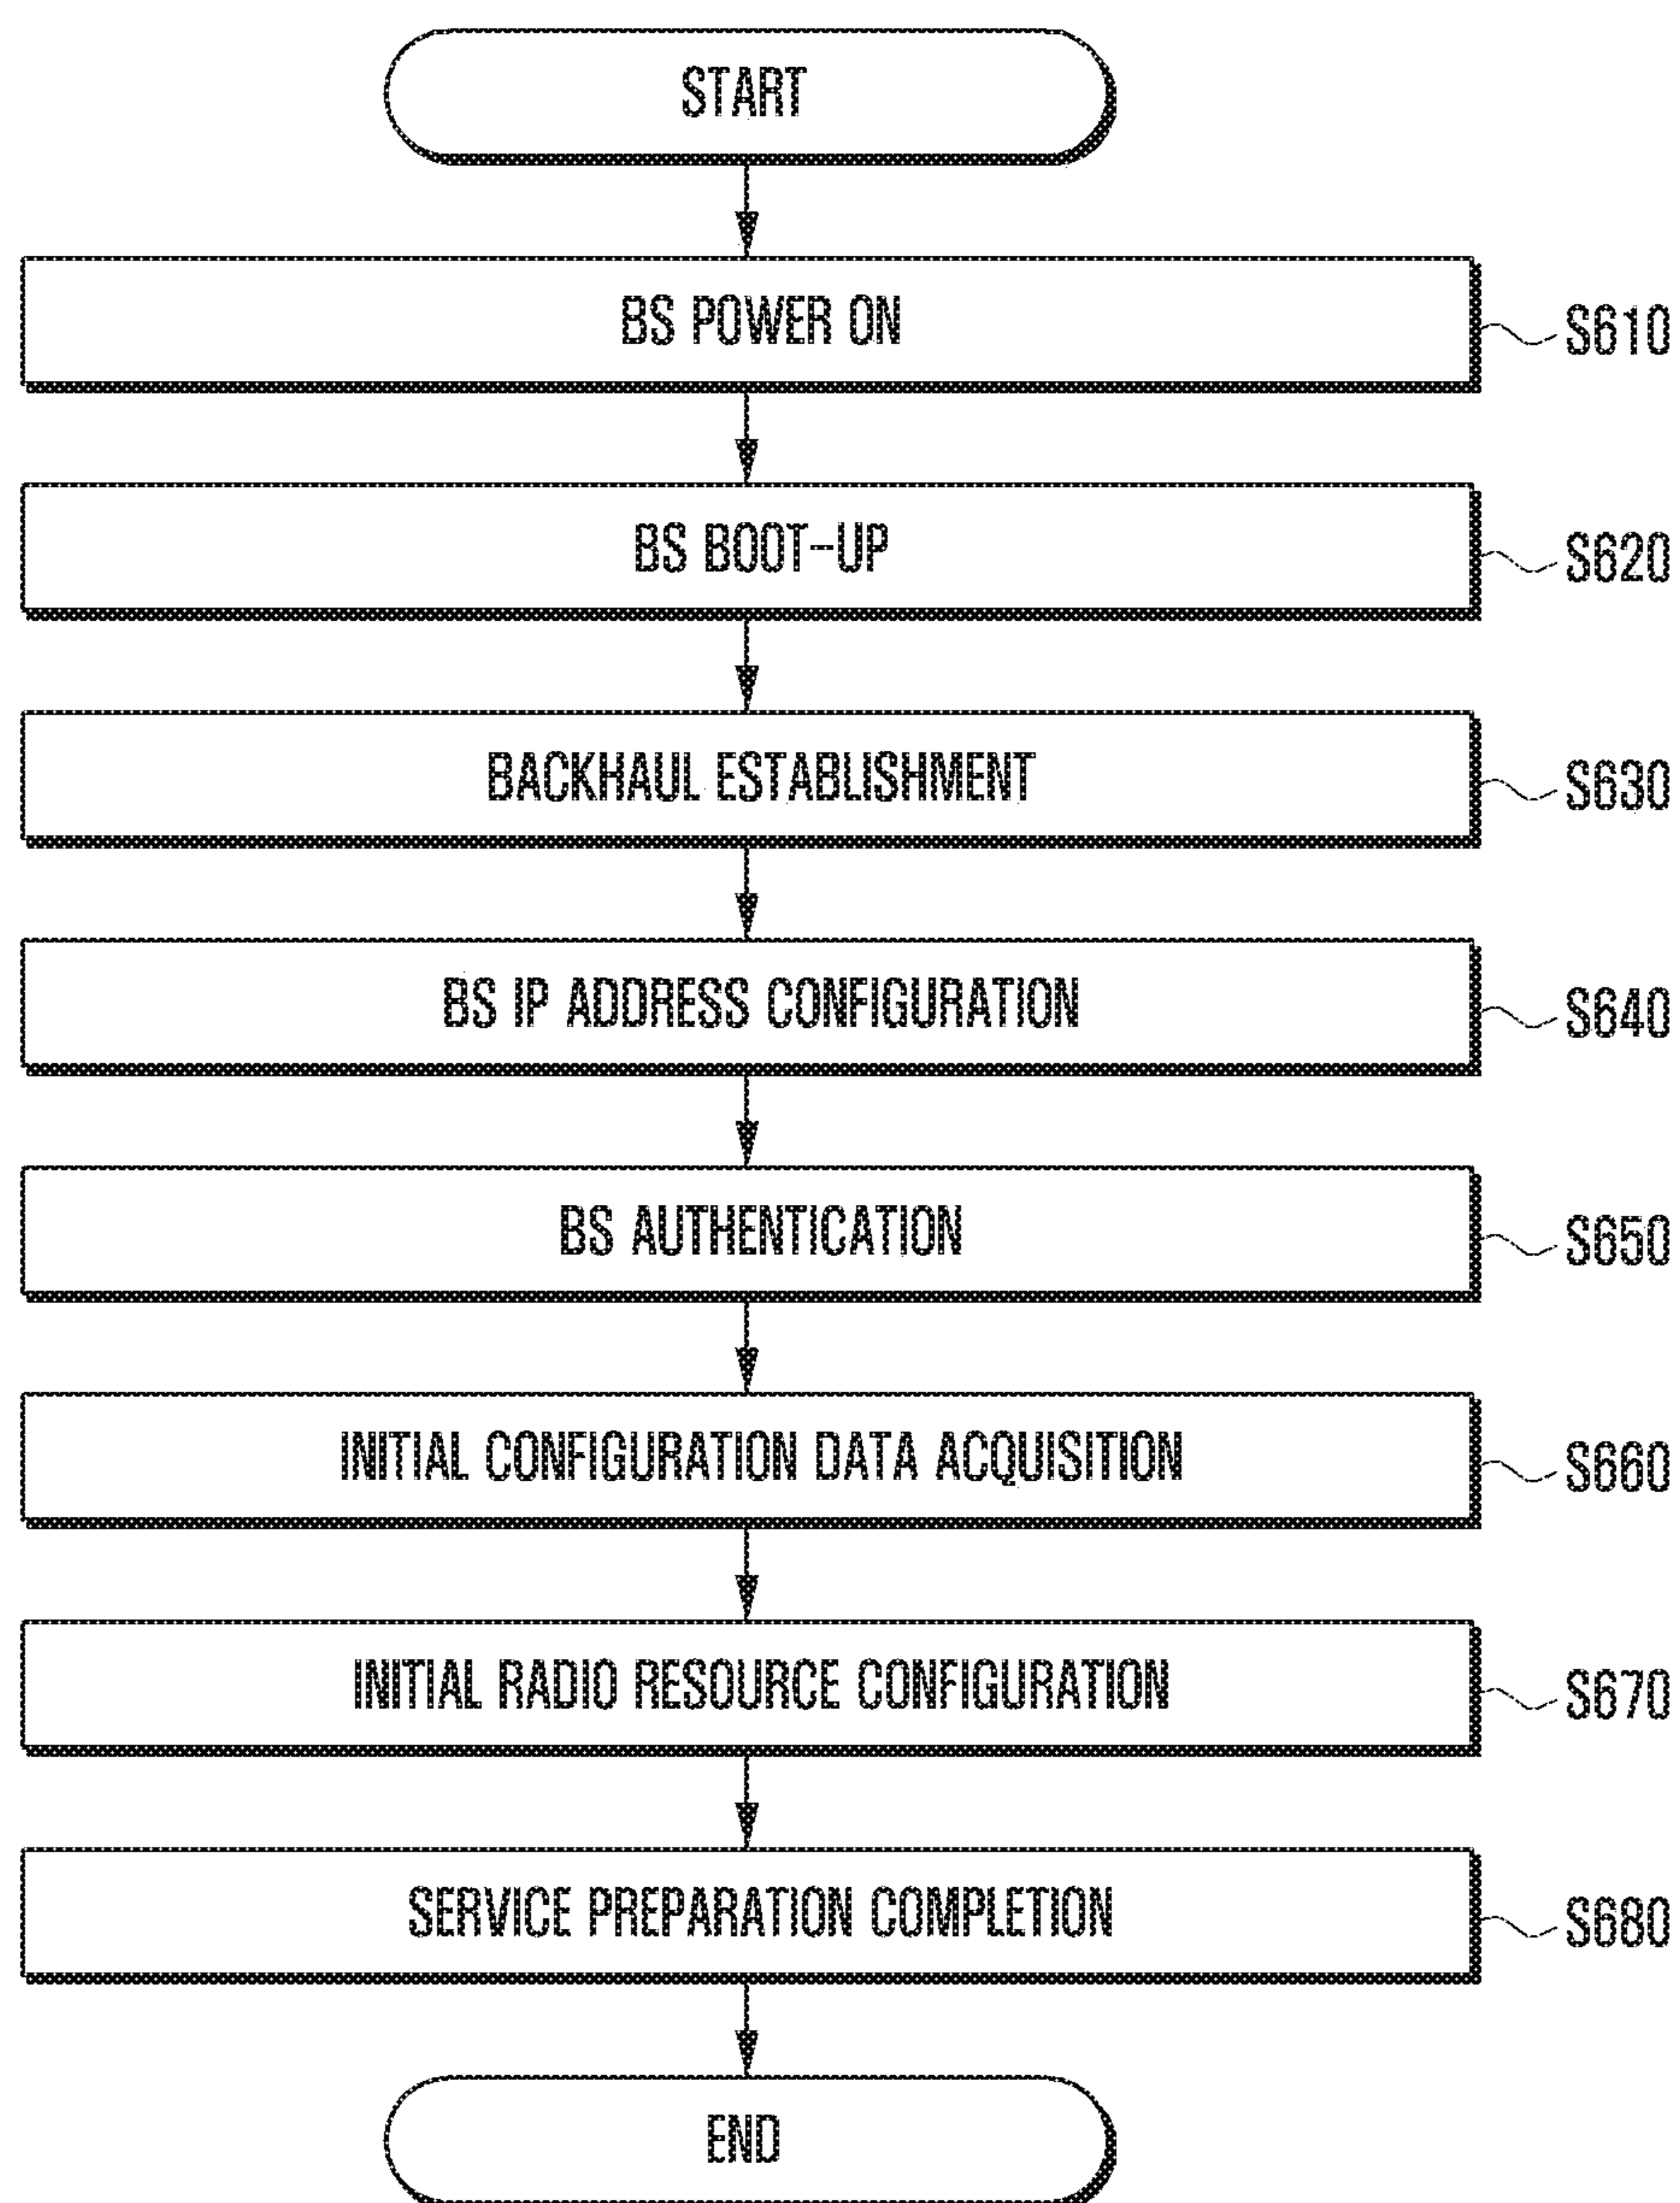 START
BS POWER ON
S610
BS BOOT-UP
S620
BACKHAUL ESTABLISHMENT
S630
BS IP ADDRESS CONFIGURATION
S640
BS AUTHENTICATION
S650
INITIAL CONFIGURATION DATA ACQUISITION
S660
INITIAL RADIO RESOURCE CONFIGURATION
S670
SERVICE PREPARATION COMPLETION
S680
END